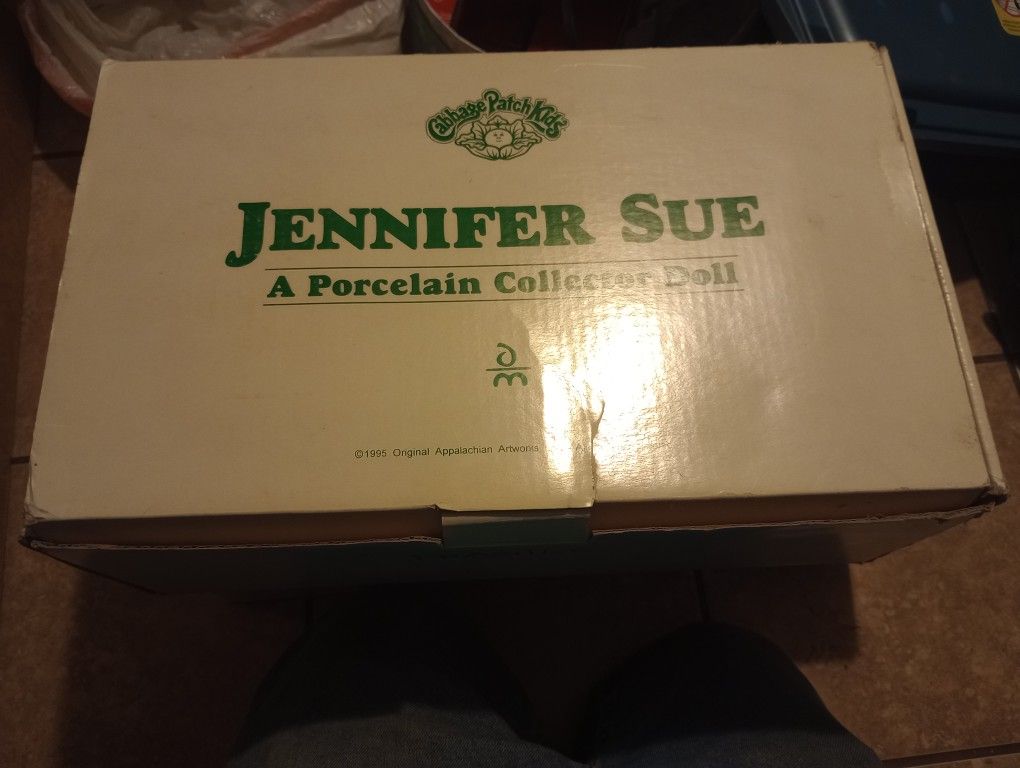 Cabbage Patch Kids
JENNIFER SUE
A Porcelain Collector Doll
©1995 Original Appalachian Artworks